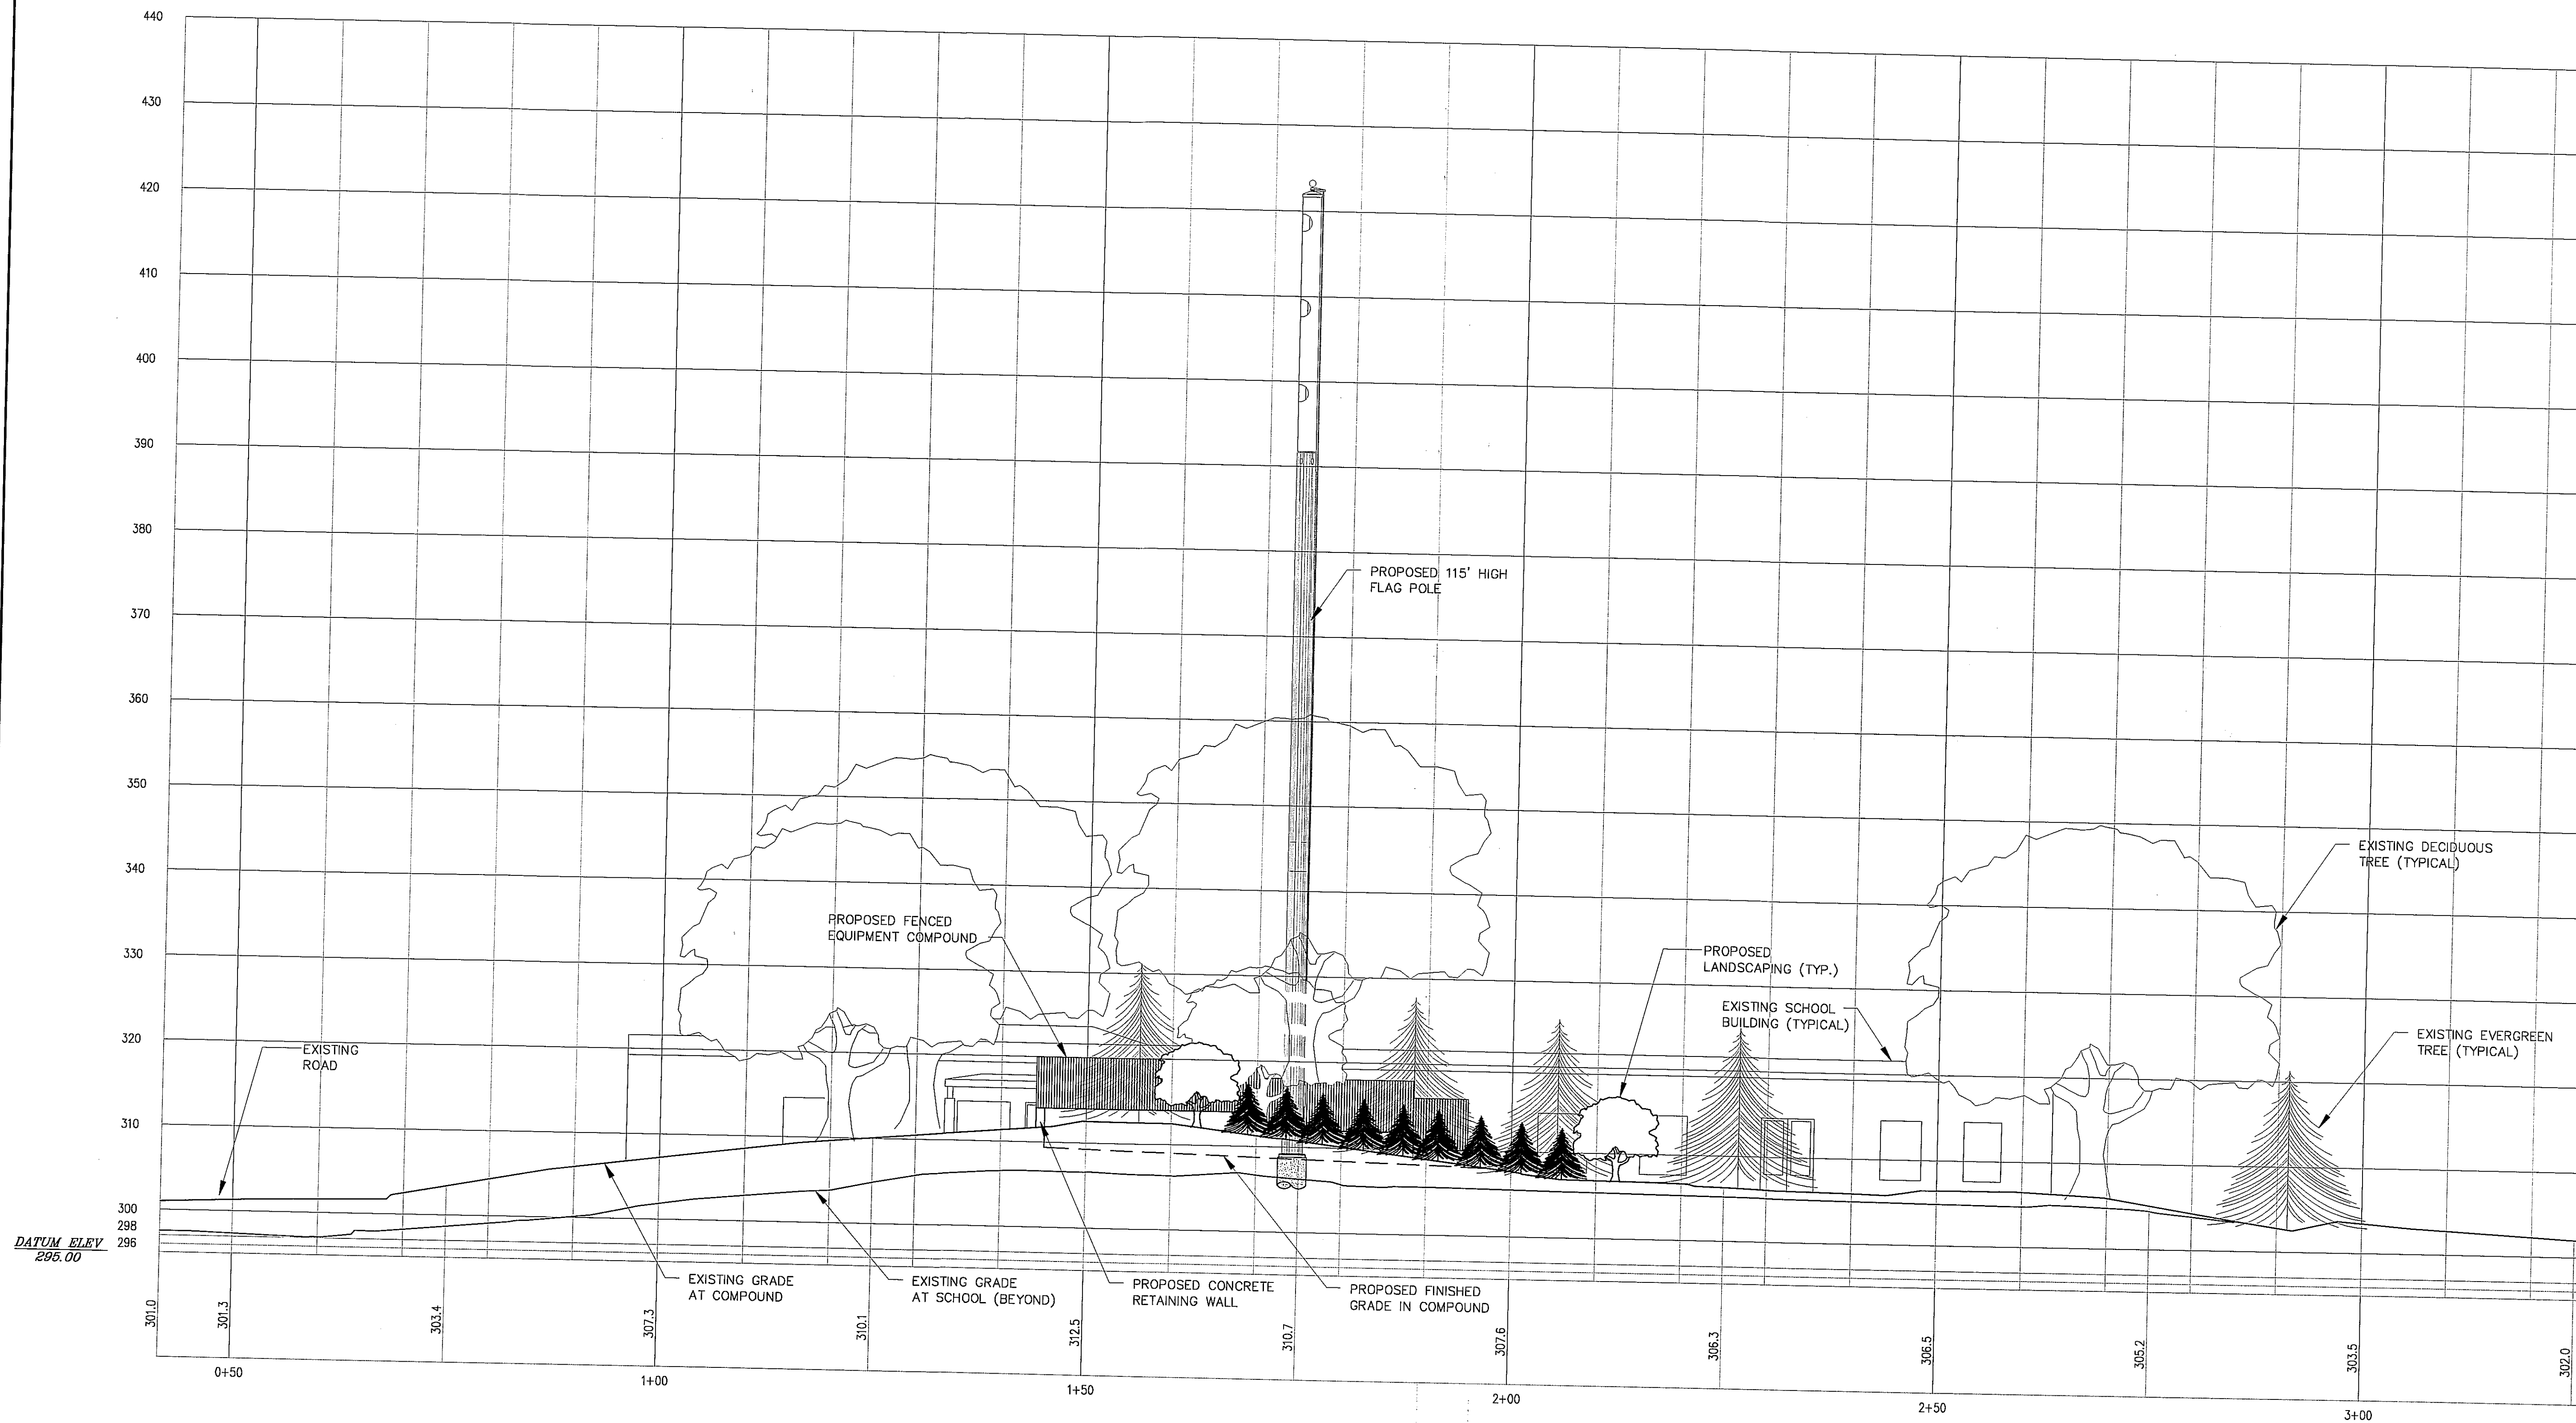 440
430
420
410
400
390
380
370
360
350
340
330
320
310
300
298
296
DATUM ELEV
295.00
PROPOSED 115' HIGH
FLAG POLE
EXISTING DECIDUOUS
TREE (TYPICAL)
PROPOSED FENCED
EQUIPMENT COMPOUND
PROPOSED
LANDSCAPING (TYP.)
EXISTING SCHOOL
BUILDING (TYPICAL)
EXISTING EVERGREEN
TREE (TYPICAL)
EXISTING
ROAD
EXISTING GRADE
AT COMPOUND
EXISTING GRADE
AT SCHOOL (BEYOND)
PROPOSED CONCRETE
RETAINING WALL
PROPOSED FINISHED
GRADE IN COMPOUND
301.0
301.3
303.4
307.3
310.1
312.5
310.7
307.6
306.3
306.5
305.2
303.5
302.0
0+50
1+00
1+50
2+00
2+50
3+00